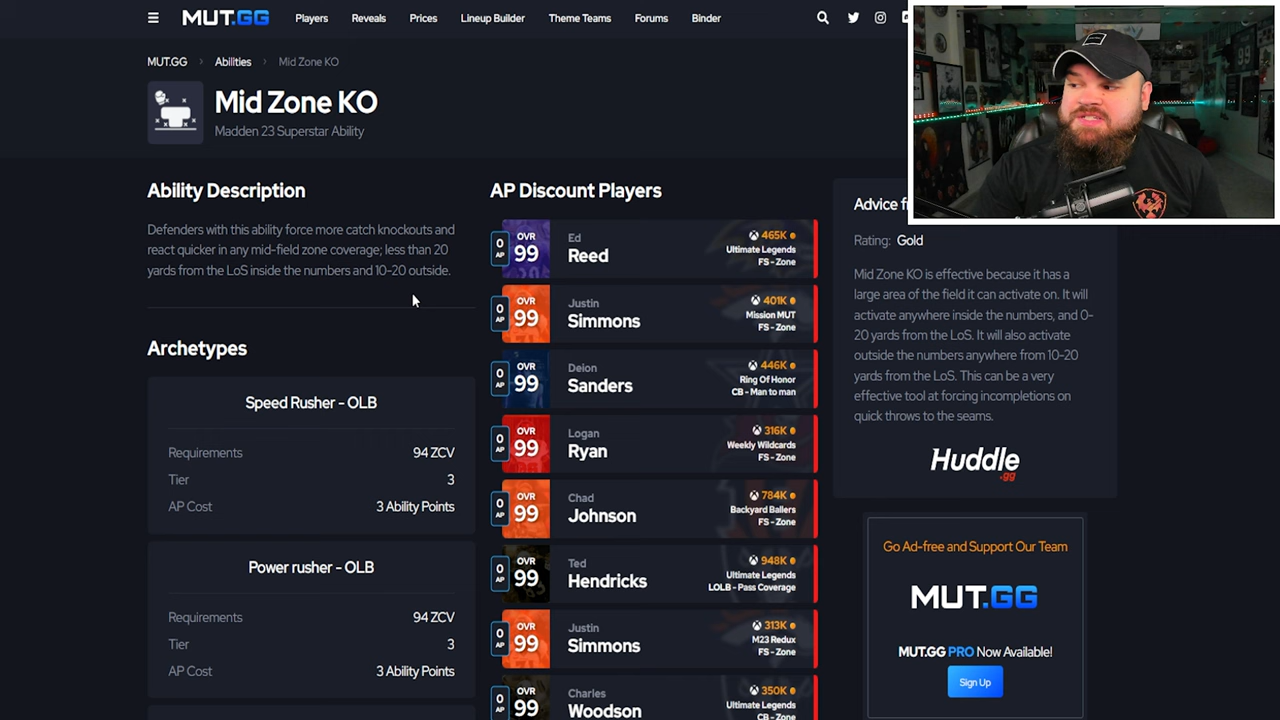 MUT.GG
Players
Reveals
Prices
Lineup Builder
Theme Teams
Forums
Binder
MUT.GG
Abilities
Mid Zone KO
Mid Zone KO
Madden 23 Superstar Ability
Ability Description
Defenders with this ability force more catch knockouts and
react quicker in any mid-field zone coverage; less than 20
yards from the LoS inside the numbers and 10-20 outside.
Archetypes
Speed Rusher - OLB
Requirements 94 ZCV
Tier 3
AP Cost 3 Ability Points
Power rusher - OLB
Requirements 94 ZCV
Tier 3
AP Cost 3 Ability Points
AP Discount Players
0 AP OVR 99
Ed
Reed
465K
Ultimate Legends
FS - Zone
0 AP OVR 99
Justin
Simmons
401K
Mission MUT
FS - Zone
0 AP OVR 99
Deion
Sanders
446K
Ring Of Honor
CB - Man to man
0 AP OVR 99
Logan
Ryan
316K
Weekly Wildcards
FS - Zone
0 AP OVR 99
Chad
Johnson
784K
Backyard Ballers
FS - Zone
0 AP OVR 99
Ted
Hendricks
948K
Ultimate Legends
LOLB - Pass Coverage
0 AP OVR 99
Justin
Simmons
313K
M23 Redux
FS - Zone
0 AP OVR 99
Charles
Woodson
350K
Ultimate Legends
CB - Zone
Advice
Rating: Gold
Mid Zone KO is effective because it has a
large area of the field it can activate on. It will
activate anywhere inside the numbers, and 0-
20 yards from the LoS. It will also activate
outside the numbers anywhere from 10-20
yards from the LoS. This can be a very
effective tool at forcing incompletions on
quick throws to the seams.
Huddle
.gg
Go Ad-free and Support Our Team
MUT.GG
MUT.GG PRO Now Available!
Sign Up